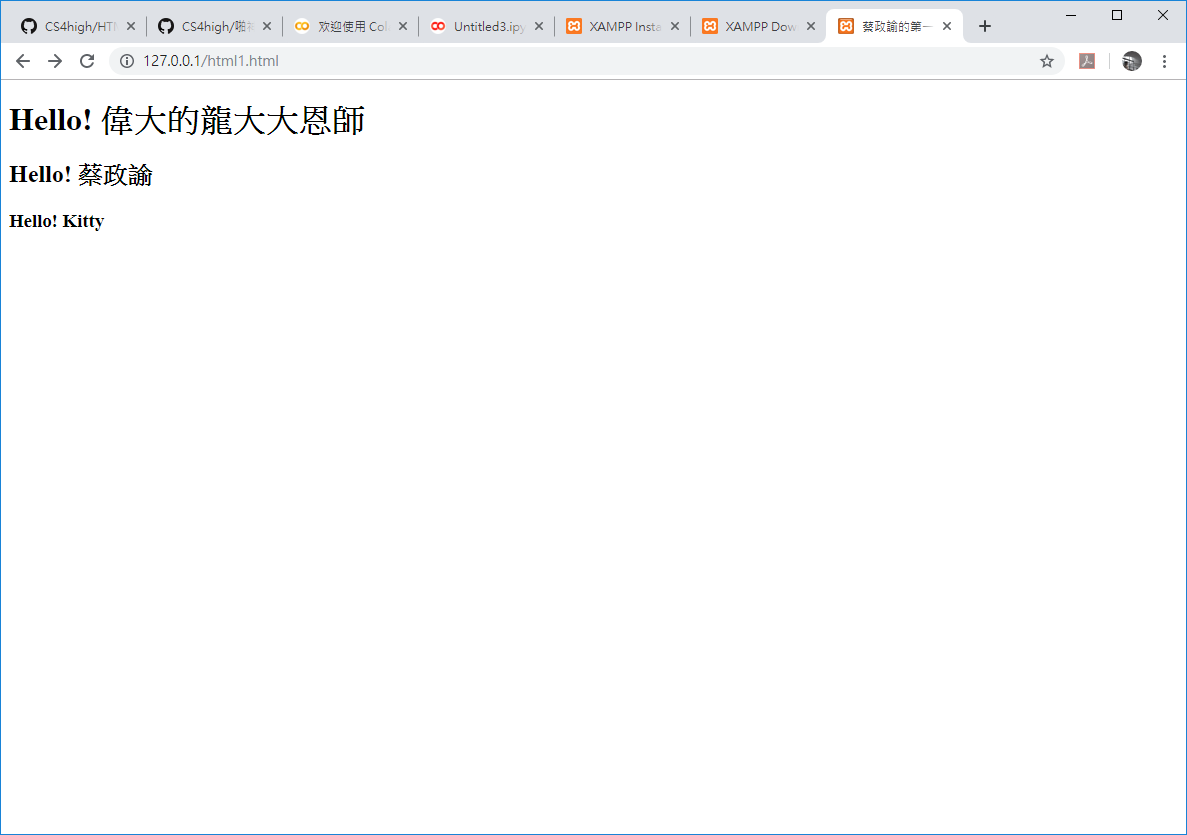 CS4high/HTM
CS4high/啪
欢迎使用 Col
Untitled3.ipy
XAMPP Insta
XAMPP Dow
蔡政諭的第一
127.0.0.1/html1.html
Hello! 偉大的龍大大恩師
Hello! 蔡政諭
Hello! Kitty